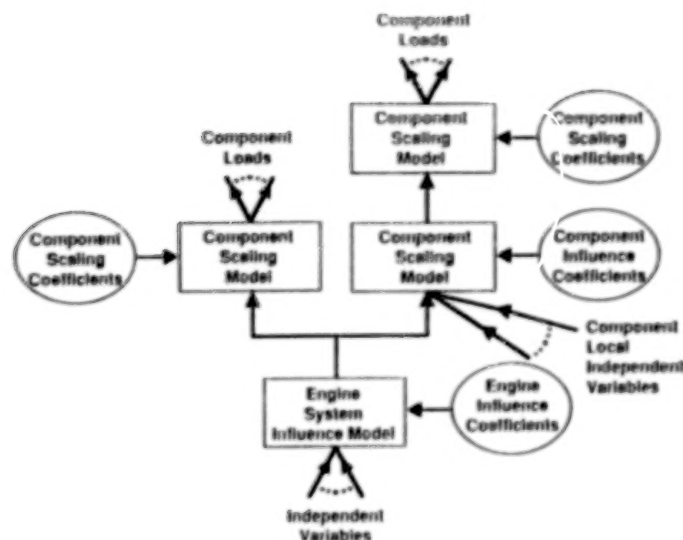 Component
Loads
Component
Scaling
Model
Component
Scaling
Coefficients
Component
Loads
Component
Scaling
Coefficients
Component
Scaling
Model
Component
Scaling
Model
Component
Influence
Coefficients
Component
Local
Independent
Variables
Engine
System
Influence Model
Engine
Influence
Coefficients
Independent
Variables